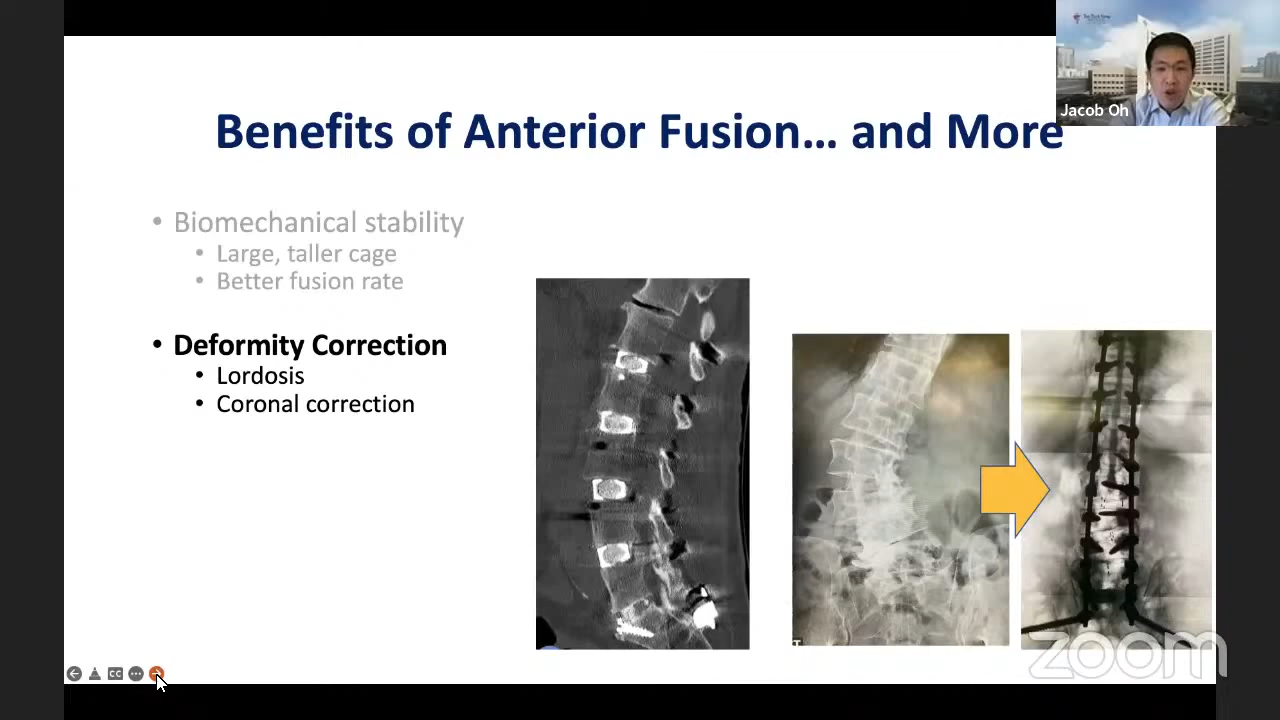 Jacob Oh
Benefits of Anterior Fusion... and More
• Biomechanical stability
• Large, taller cage
• Better fusion rate
• Deformity Correction
• Lordosis
• Coronal correction
CC
zoom